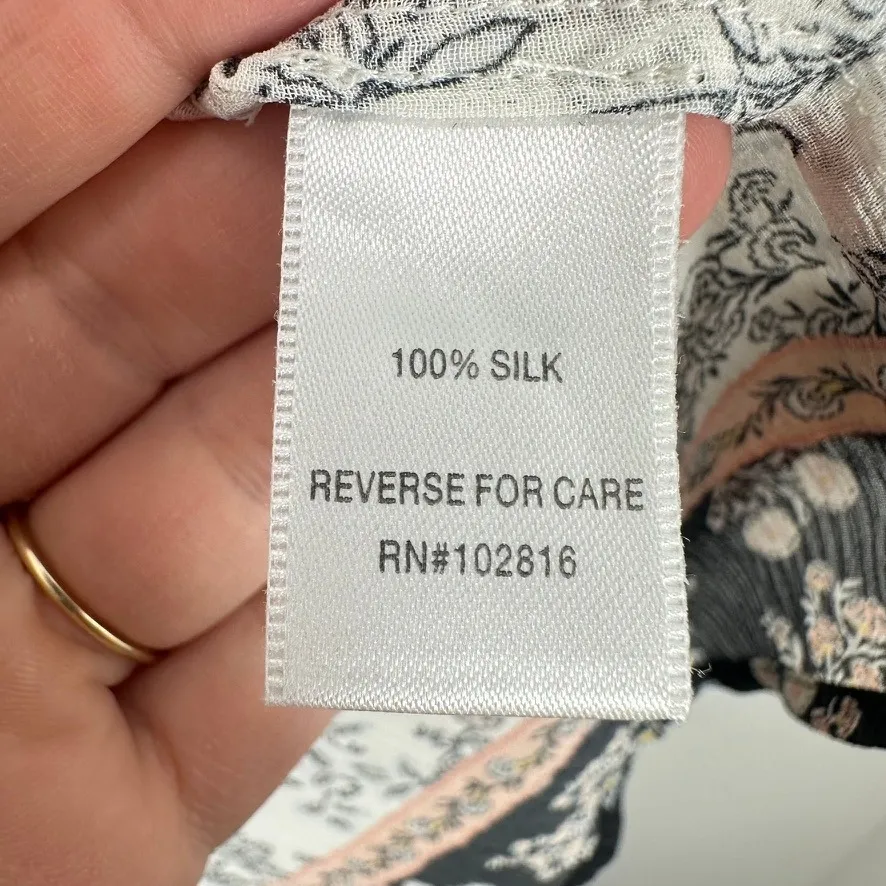 100% SILK
REVERSE FOR CARE
RN#102816